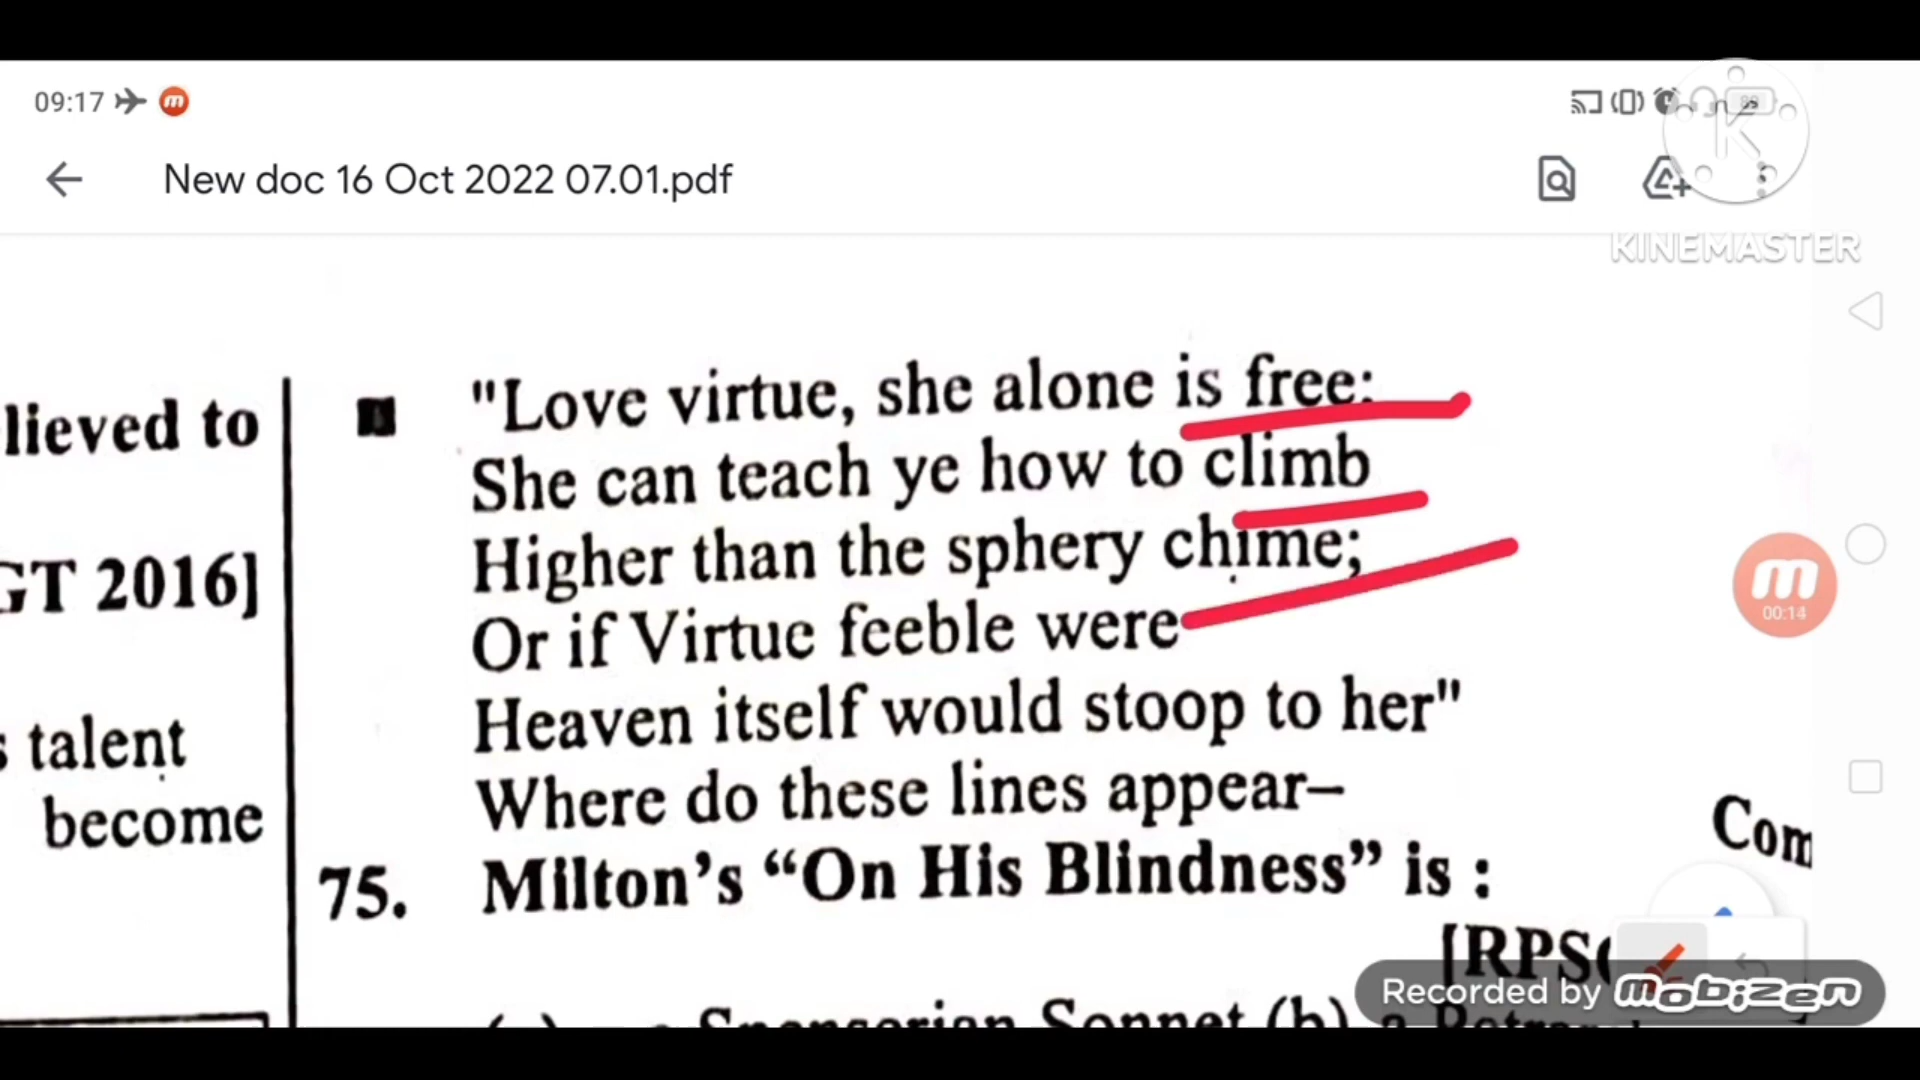 09:17
New doc 16 Oct 2022 07.01.pdf
KINEMASTER
lieved to
GT 2016]
talent
become
"Love virtue, she alone is free:
She can teach ye how to climb
Higher than the sphery chime;
Or if Virtue feeble were
Heaven itself would stoop to her"
Where do these lines appear–
75. Milton's “On His Blindness” is :
Com
[RPSC
00:14
Recorded by mobizen
Spenserian Sonnet (b) a